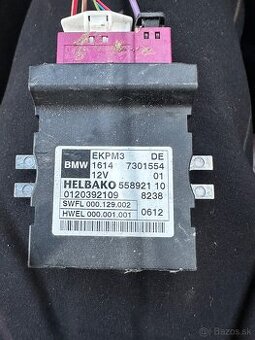 EKPM3 DE
BMW 1614 7301554
12V 01
HELBAKO 558921 10
0120392109 8238
SWFL 000.129.002
HWEL 000.001.001 0612
bazos.sk